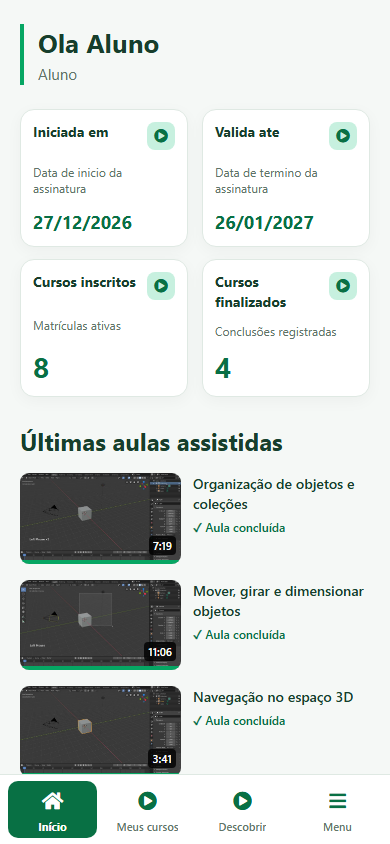 Ola Aluno
Aluno
Iniciada em
Data de inicio da
assinatura
27/12/2026
Valida ate
Data de termino da
assinatura
26/01/2027
Cursos inscritos
Matrículas ativas
8
Cursos
finalizados
Conclusões registradas
4
Últimas aulas assistidas
7:19
Organização de objetos e
coleções
✓ Aula concluída
11:06
Mover, girar e dimensionar
objetos
✓ Aula concluída
3:41
Navegação no espaço 3D
✓ Aula concluída
Início
Meus cursos
Descobrir
Menu